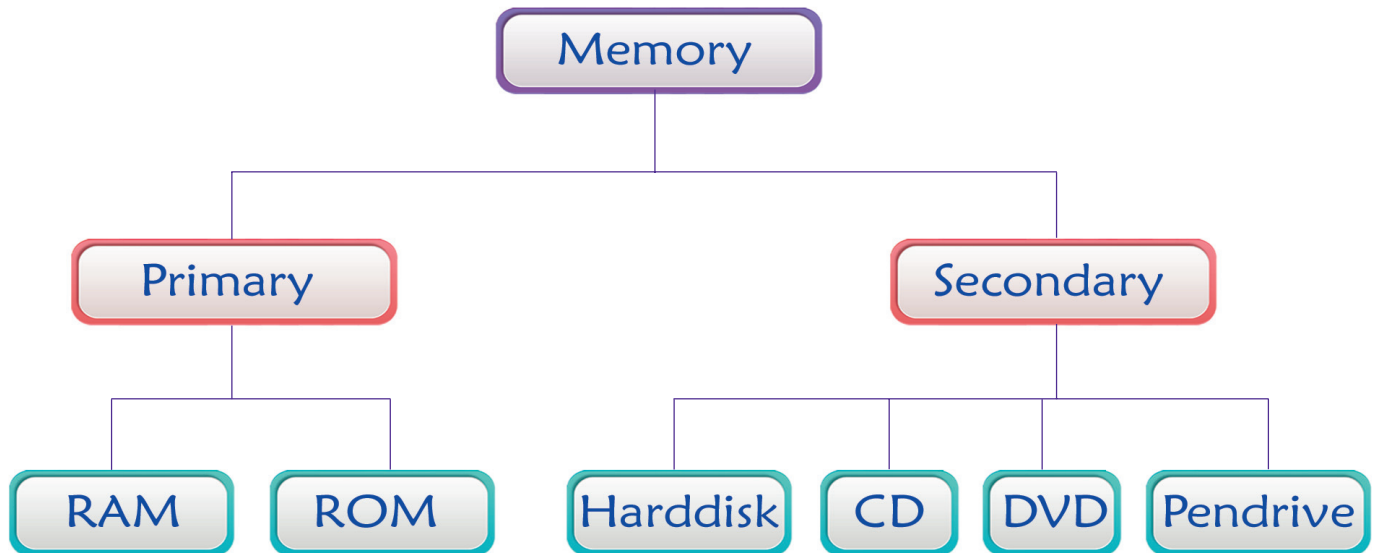 Memory
Primary
Secondary
RAM
ROM
Harddisk
CD
DVD
Pendrive